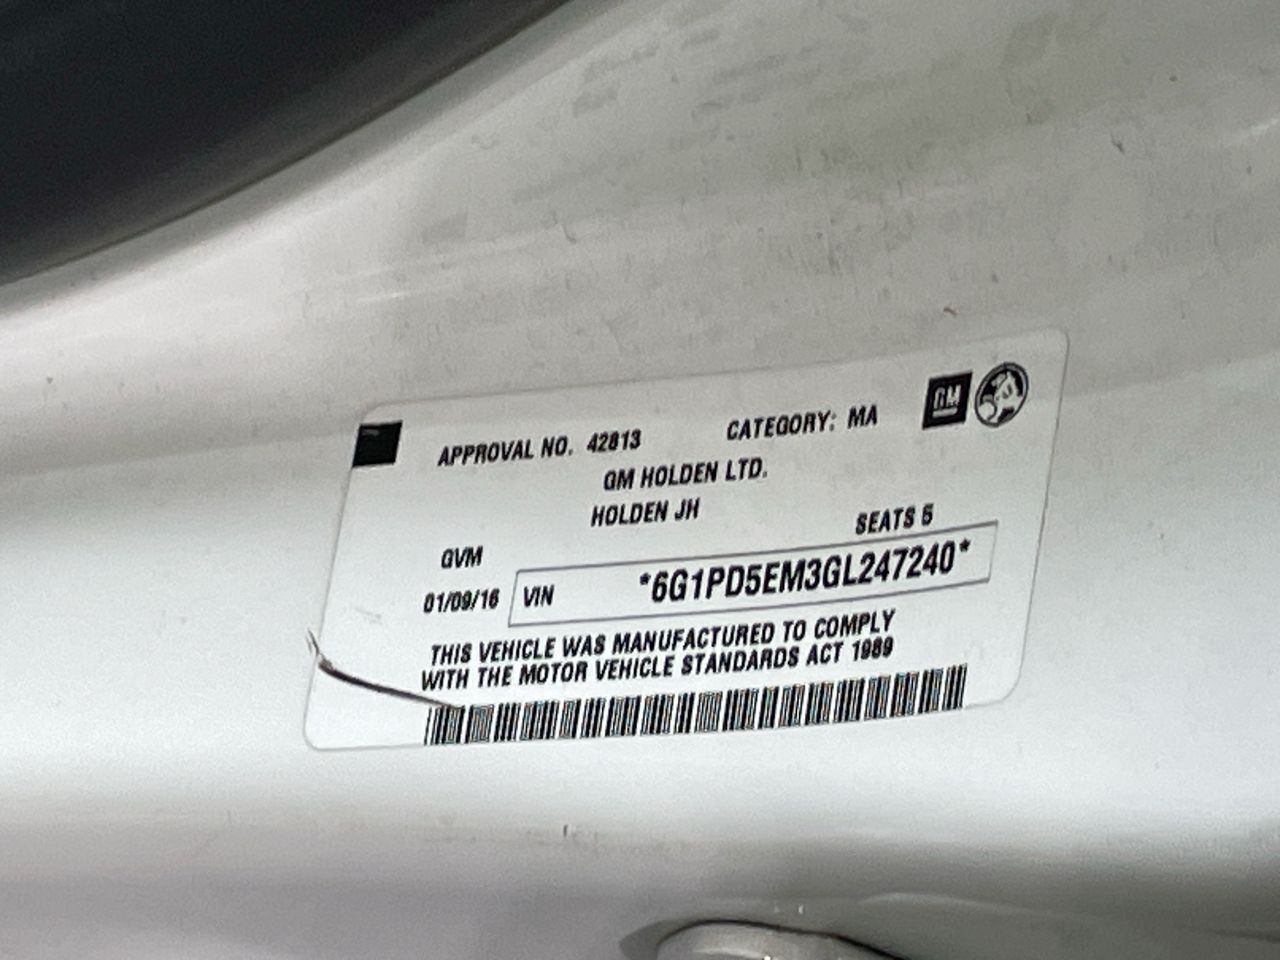 APPROVAL NO. 42813 CATEGORY: MA GM
GM HOLDEN LTD.
HOLDEN JH
SEATS 5
GVM
01/09/16 VIN *6G1PD5EM3GL247240*
THIS VEHICLE WAS MANUFACTURED TO COMPLY
WITH THE MOTOR VEHICLE STANDARDS ACT 1989